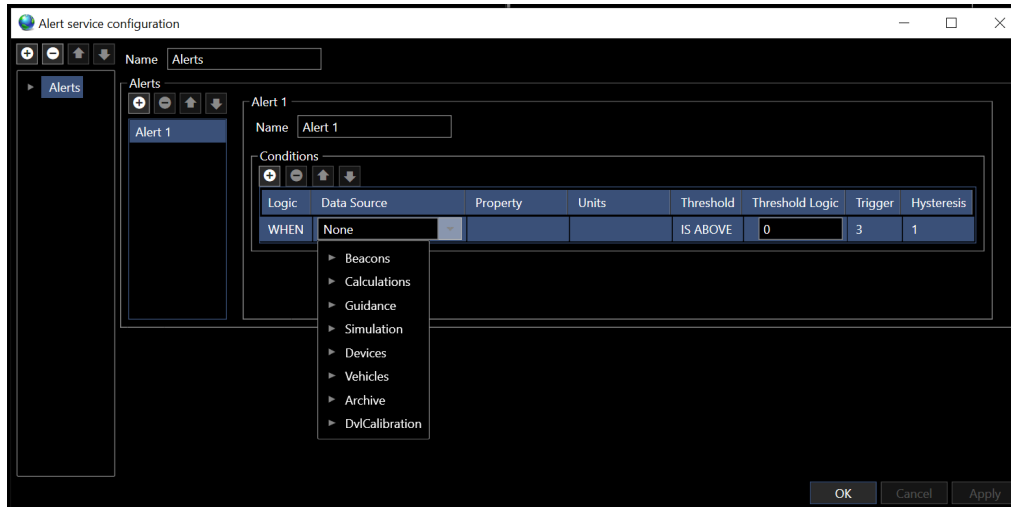 Alert service configuration
Name Alerts
Alerts
Alerts
Alert 1
Alert 1
Name Alert 1
Conditions
Logic Data Source Property Units Threshold Threshold Logic Trigger Hysteresis
WHEN None IS ABOVE 0 3 1
Beacons
Calculations
Guidance
Simulation
Devices
Vehicles
Archive
DvlCalibration
OK Cancel Apply